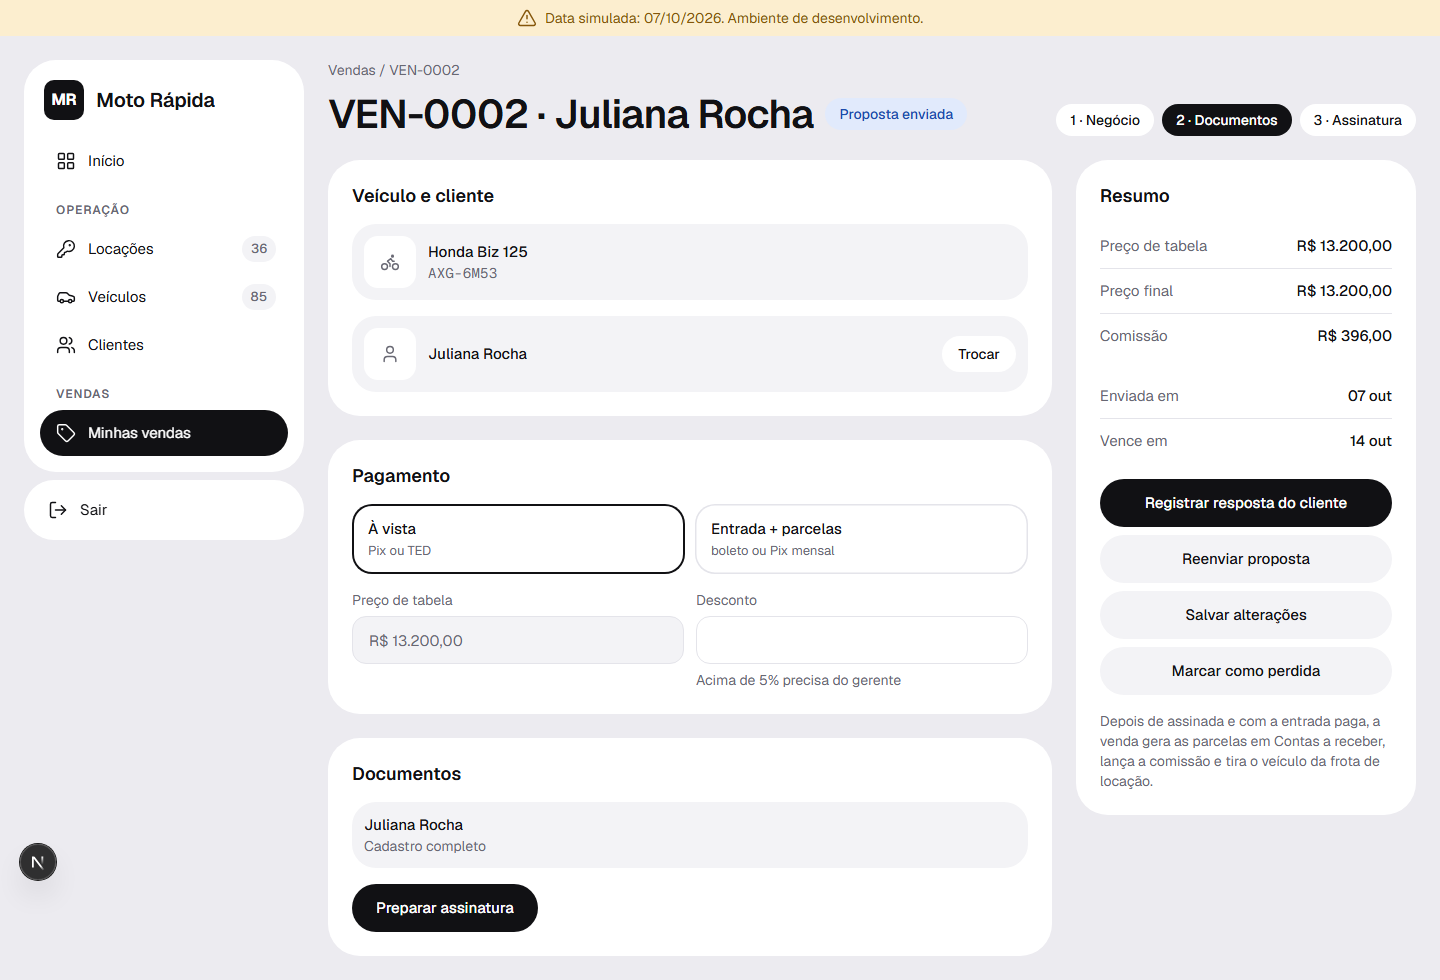 Data simulada: 07/10/2026. Ambiente de desenvolvimento.
MR
Moto Rápida
Início
OPERAÇÃO
Locações
36
Veículos
85
Clientes
VENDAS
Minhas vendas
Sair
N
Vendas / VEN-0002
VEN-0002 · Juliana Rocha
Proposta enviada
1 · Negócio
2 · Documentos
3 · Assinatura
Veículo e cliente
Honda Biz 125
AXG-6M53
Juliana Rocha
Trocar
Pagamento
À vista
Pix ou TED
Entrada + parcelas
boleto ou Pix mensal
Preço de tabela
R$ 13.200,00
Desconto
Acima de 5% precisa do gerente
Documentos
Juliana Rocha
Cadastro completo
Preparar assinatura
Resumo
Preço de tabela
R$ 13.200,00
Preço final
R$ 13.200,00
Comissão
R$ 396,00
Enviada em
07 out
Vence em
14 out
Registrar resposta do cliente
Reenviar proposta
Salvar alterações
Marcar como perdida
Depois de assinada e com a entrada paga, a
venda gera as parcelas em Contas a receber,
lança a comissão e tira o veículo da frota de
locação.